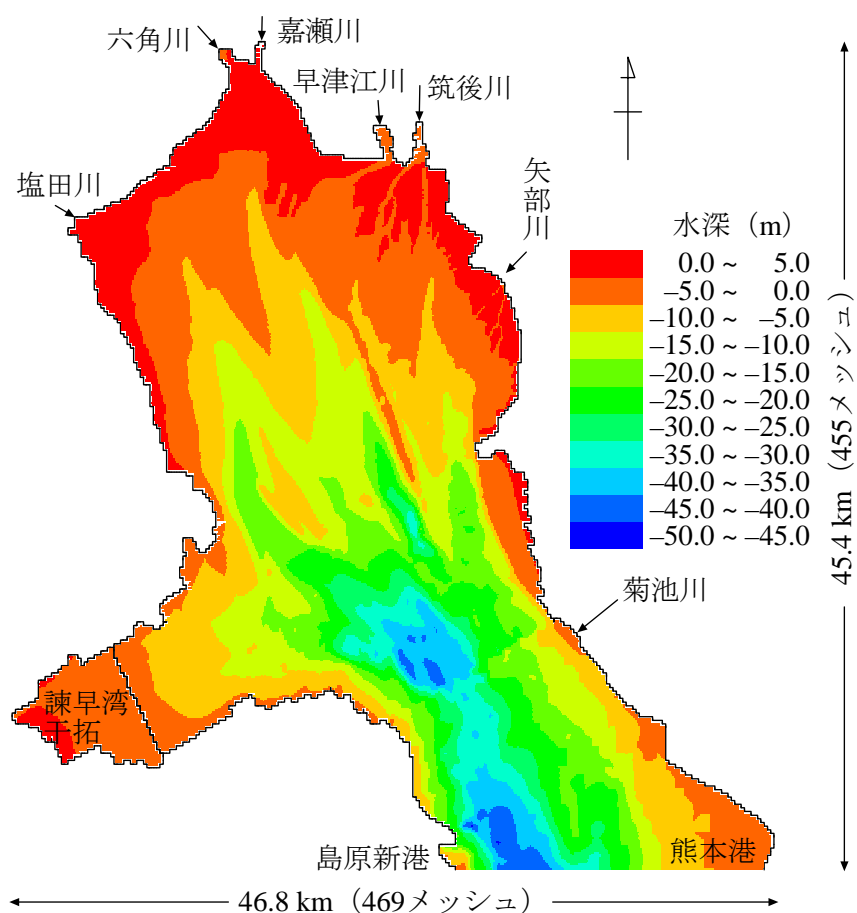 六角川
嘉瀬川
早津江川
筑後川
塩田川
矢部川
水深（m）
0.0 ~ 5.0
–5.0 ~ 0.0
–10.0 ~ –5.0
–15.0 ~ –10.0
–20.0 ~ –15.0
–25.0 ~ –20.0
–30.0 ~ –25.0
–35.0 ~ –30.0
–40.0 ~ –35.0
–45.0 ~ –40.0
–50.0 ~ –45.0
45.4 km（455メッシュ）
菊池川
諫早湾
干拓
島原新港
熊本港
46.8 km（469メッシュ）